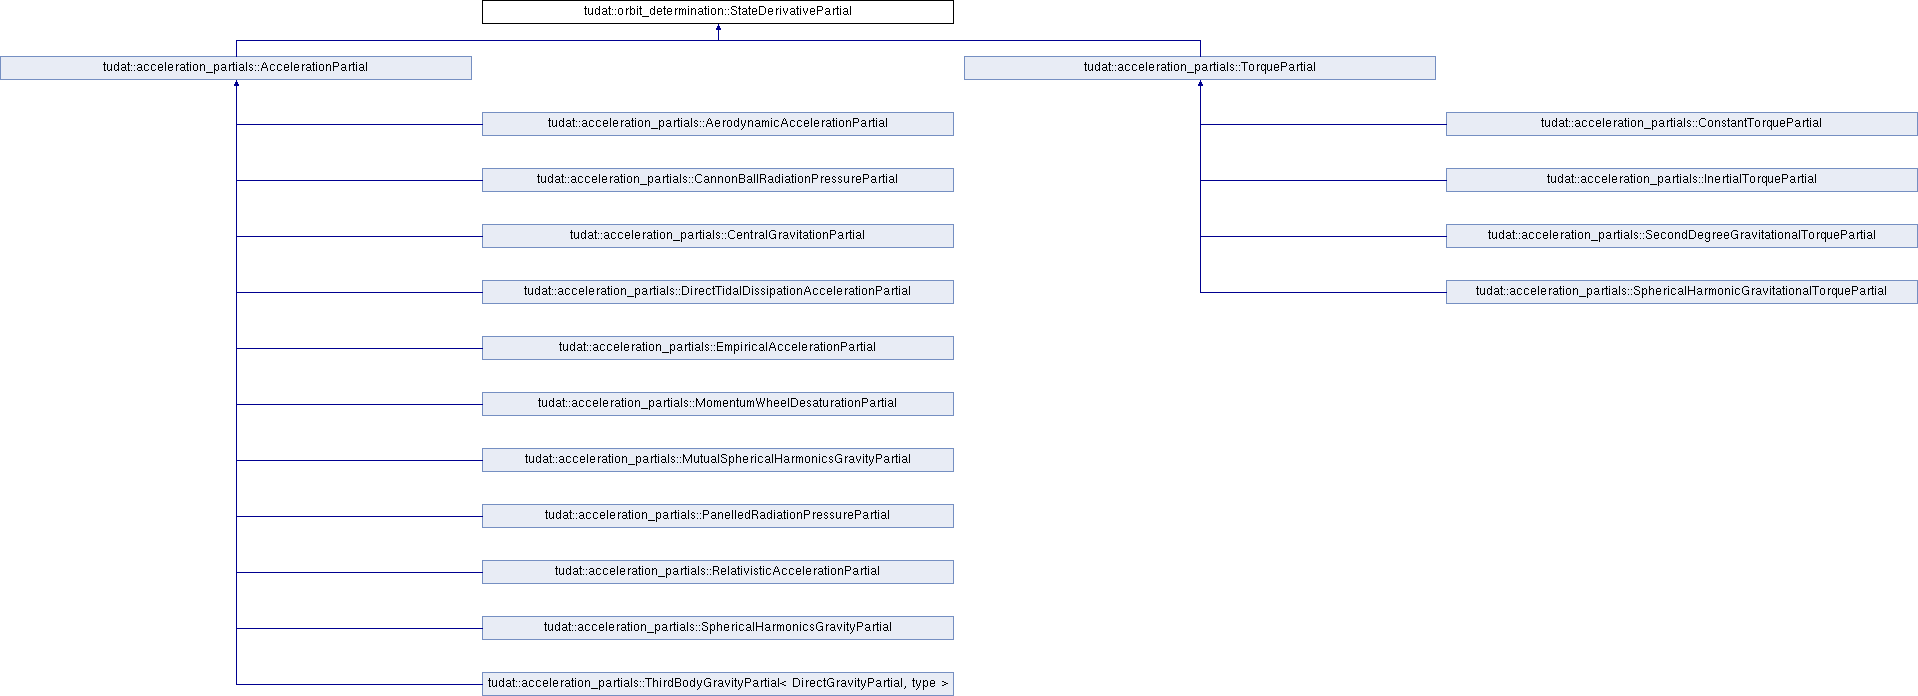 tudat::orbit_determination::StateDerivativePartial
tudat::acceleration_partials::AccelerationPartial
tudat::acceleration_partials::TorquePartial
tudat::acceleration_partials::AerodynamicAccelerationPartial
tudat::acceleration_partials::ConstantTorquePartial
tudat::acceleration_partials::CannonBallRadiationPressurePartial
tudat::acceleration_partials::InertialTorquePartial
tudat::acceleration_partials::CentralGravitationPartial
tudat::acceleration_partials::SecondDegreeGravitationalTorquePartial
tudat::acceleration_partials::DirectTidalDissipationAccelerationPartial
tudat::acceleration_partials::SphericalHarmonicGravitationalTorquePartial
tudat::acceleration_partials::EmpiricalAccelerationPartial
tudat::acceleration_partials::MomentumWheelDesaturationPartial
tudat::acceleration_partials::MutualSphericalHarmonicsGravityPartial
tudat::acceleration_partials::PanelledRadiationPressurePartial
tudat::acceleration_partials::RelativisticAccelerationPartial
tudat::acceleration_partials::SphericalHarmonicsGravityPartial
tudat::acceleration_partials::ThirdBodyGravityPartial< DirectGravityPartial, type >